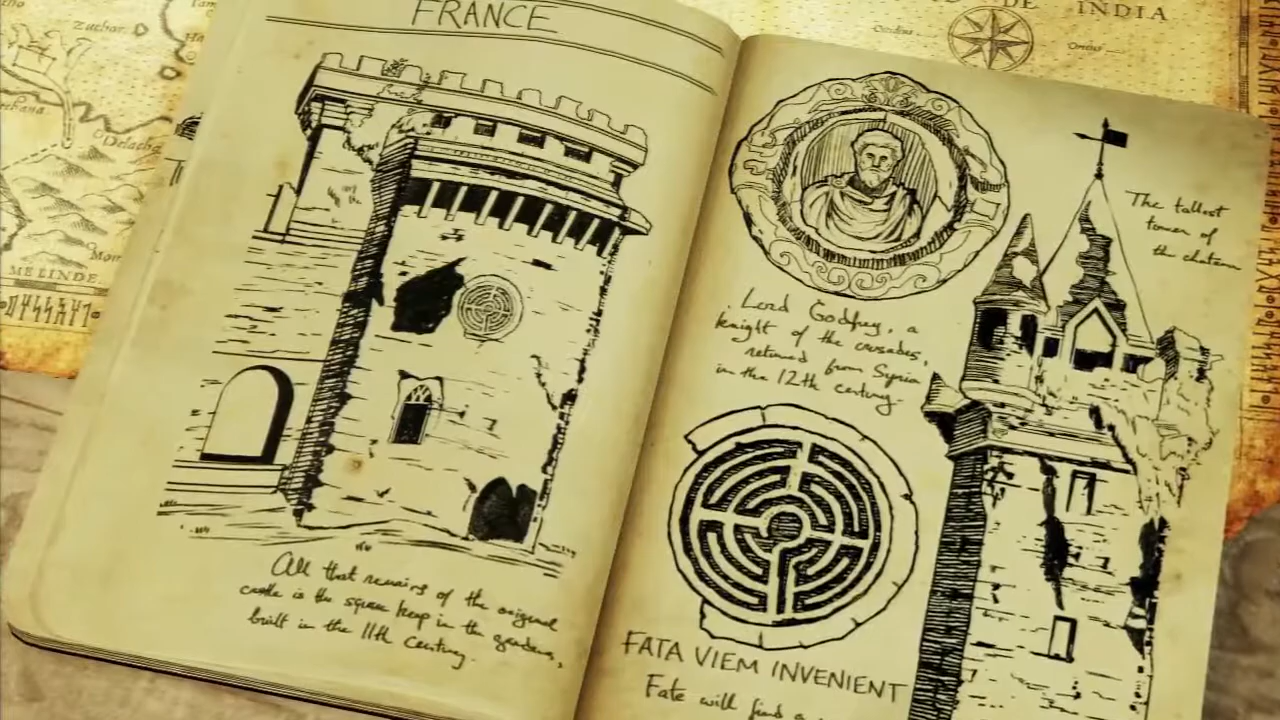 FRANCE
All that remains of the original
castle is the square keep in the gardens,
built in the 11th century.
Lord Godfrey, a
knight of the crusades,
returned from Syria
in the 12th century.
The tallest
tower of
the chateau
FATA VIEM INVENIENT
Fate will find a
DE INDIA
MELINDE